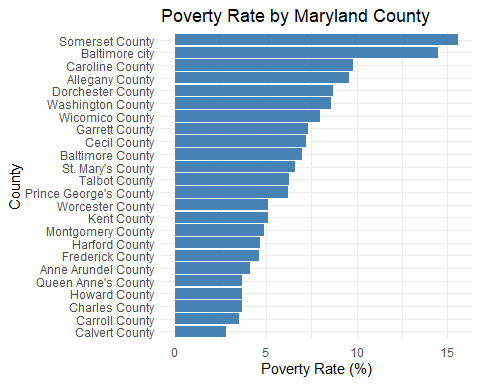 Poverty Rate by Maryland County
Somerset County
Baltimore city
Caroline County
Allegany County
Dorchester County
Washington County
Wicomico County
Garrett County
Cecil County
Baltimore County
St. Mary's County
Talbot County
Prince George's County
Worcester County
Kent County
Montgomery County
Harford County
Frederick County
Anne Arundel County
Queen Anne's County
Howard County
Charles County
Carroll County
Calvert County
County
0 5 10 15
Poverty Rate (%)